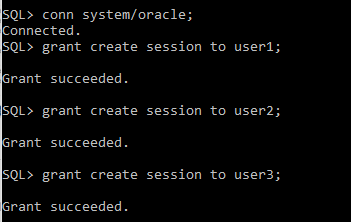 SQL> conn system/oracle;
Connected.
SQL> grant create session to user1;
Grant succeeded.
SQL> grant create session to user2;
Grant succeeded.
SQL> grant create session to user3;
Grant succeeded.